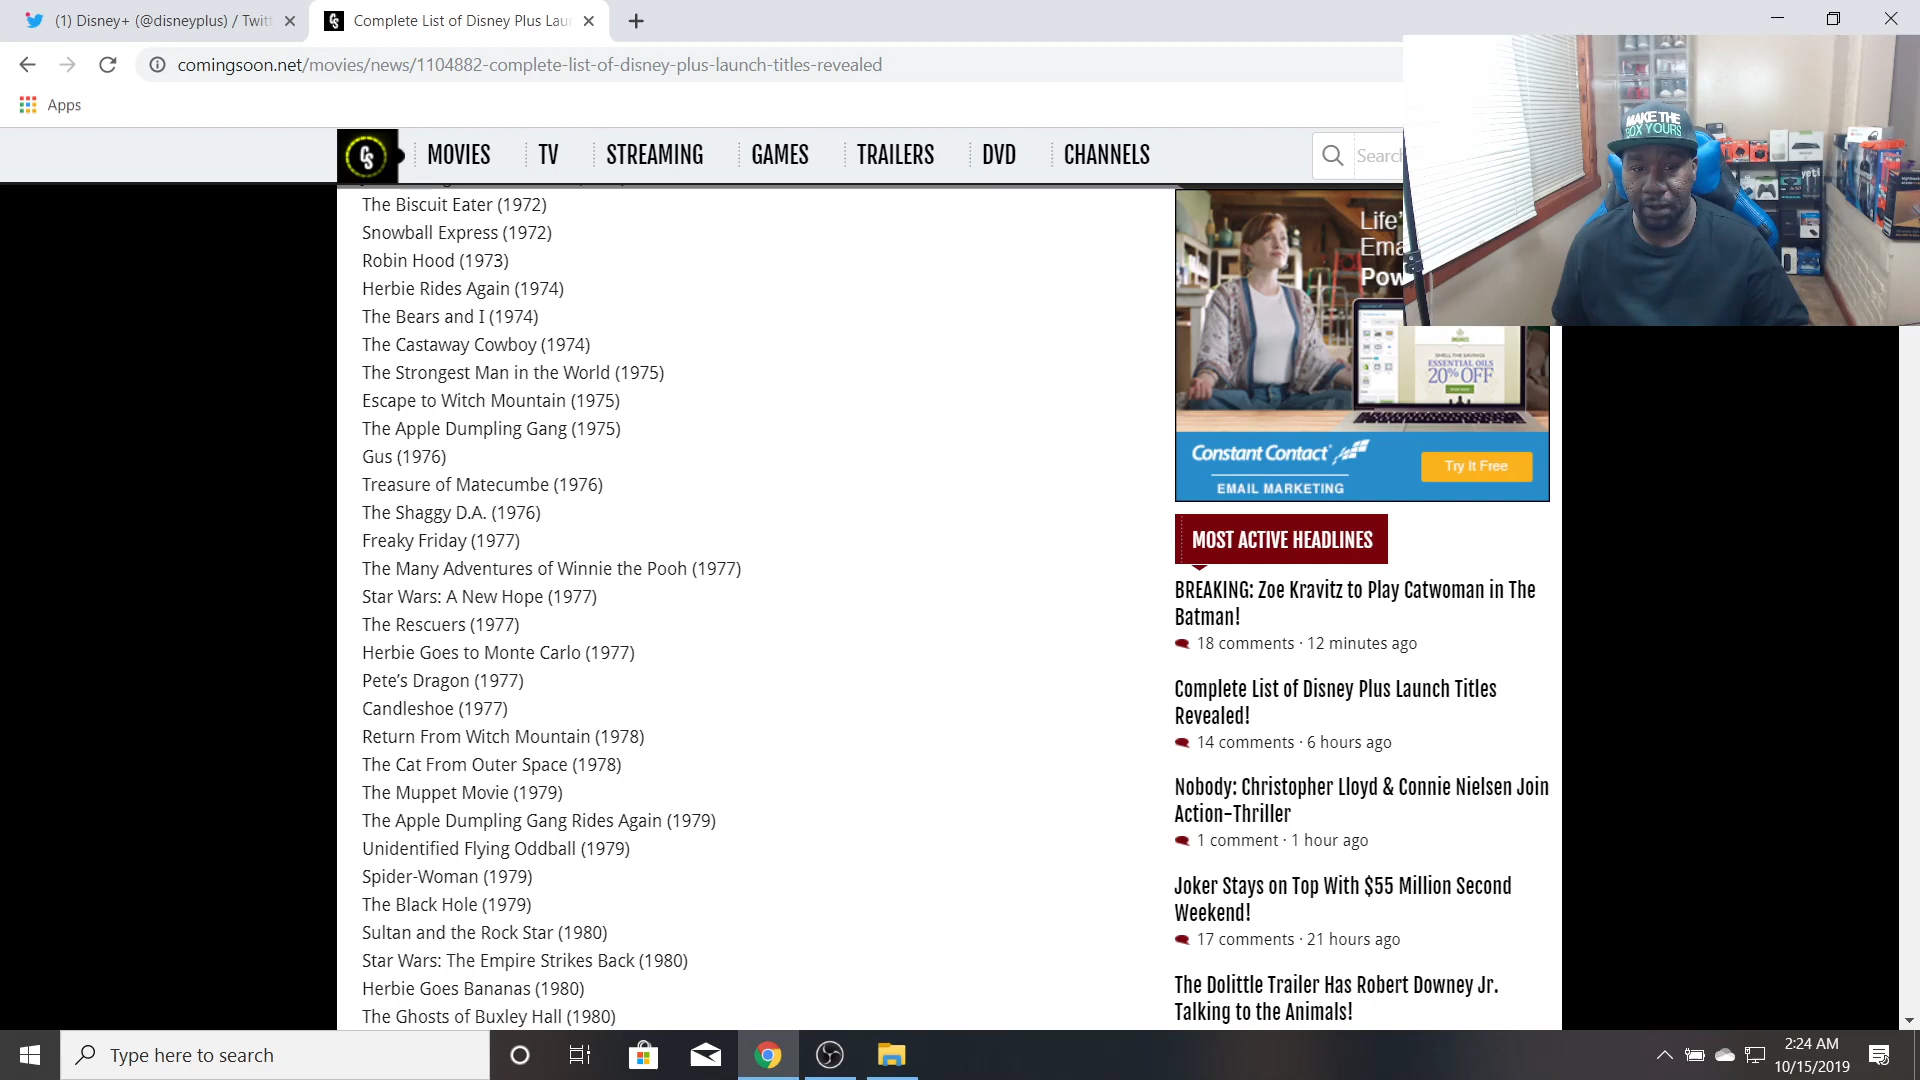 (1) Disney+ (@disneyplus) / Twitt
Complete List of Disney Plus Lau
comingsoon.net/movies/news/1104882-complete-list-of-disney-plus-launch-titles-revealed
Apps
GS
MOVIES
TV
STREAMING
GAMES
TRAILERS
DVD
CHANNELS
Search
MAKE THE
BOX YOURS
yeti
The Biscuit Eater (1972)
Snowball Express (1972)
Robin Hood (1973)
Herbie Rides Again (1974)
The Bears and I (1974)
The Castaway Cowboy (1974)
The Strongest Man in the World (1975)
Escape to Witch Mountain (1975)
The Apple Dumpling Gang (1975)
Gus (1976)
Treasure of Matecumbe (1976)
The Shaggy D.A. (1976)
Freaky Friday (1977)
The Many Adventures of Winnie the Pooh (1977)
Star Wars: A New Hope (1977)
The Rescuers (1977)
Herbie Goes to Monte Carlo (1977)
Pete’s Dragon (1977)
Candleshoe (1977)
Return From Witch Mountain (1978)
The Cat From Outer Space (1978)
The Muppet Movie (1979)
The Apple Dumpling Gang Rides Again (1979)
Unidentified Flying Oddball (1979)
Spider-Woman (1979)
The Black Hole (1979)
Sultan and the Rock Star (1980)
Star Wars: The Empire Strikes Back (1980)
Herbie Goes Bananas (1980)
The Ghosts of Buxley Hall (1980)
Life’
Ema
Pow
SMELL THE SAVINGS
ESSENTIAL OILS
20% OFF
Constant Contact
EMAIL MARKETING
Try It Free
MOST ACTIVE HEADLINES
BREAKING: Zoe Kravitz to Play Catwoman in The
Batman!
18 comments · 12 minutes ago
Complete List of Disney Plus Launch Titles
Revealed!
14 comments · 6 hours ago
Nobody: Christopher Lloyd & Connie Nielsen Join
Action-Thriller
1 comment · 1 hour ago
Joker Stays on Top With $55 Million Second
Weekend!
17 comments · 21 hours ago
The Dolittle Trailer Has Robert Downey Jr.
Talking to the Animals!
Type here to search
2:24 AM
10/15/2019